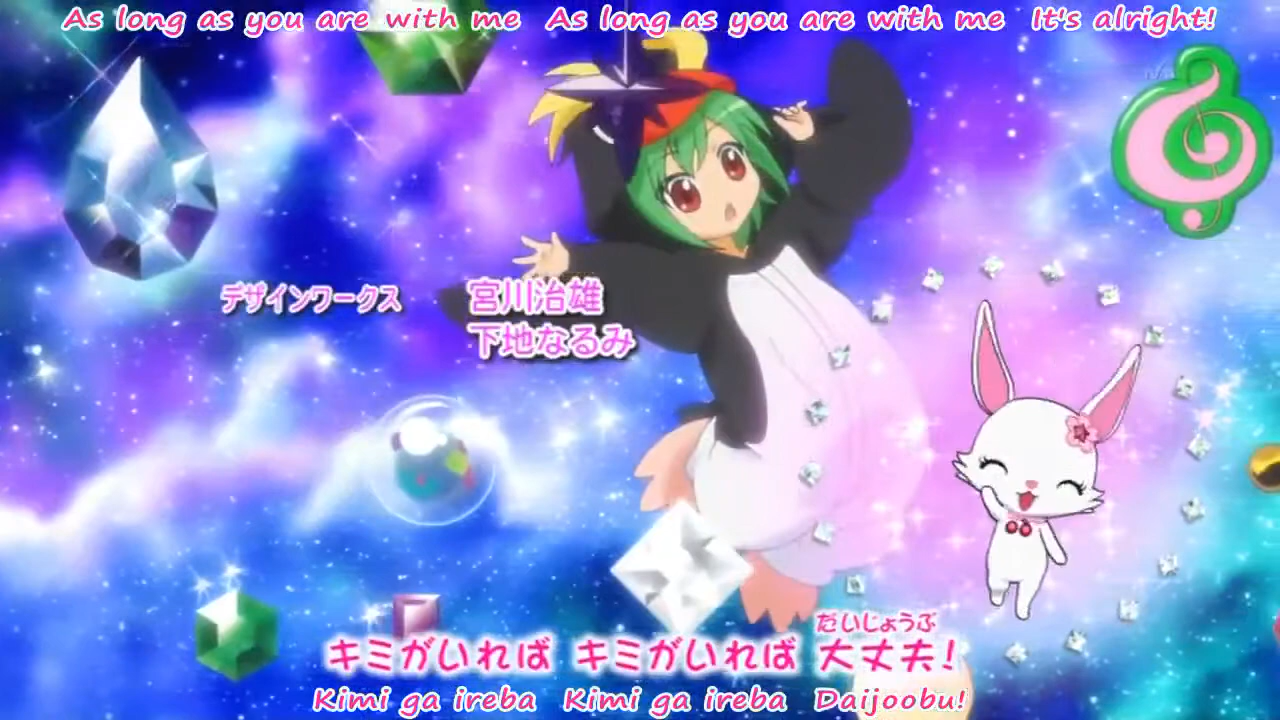 As long as you are with me As long as you are with me It's alright!
デザインワークス 宮川治雄
下地なるみ
だいじょうぶ
キミがいれば キミがいれば 大丈夫!
Kimi ga ireba Kimi ga ireba Daijoobu!